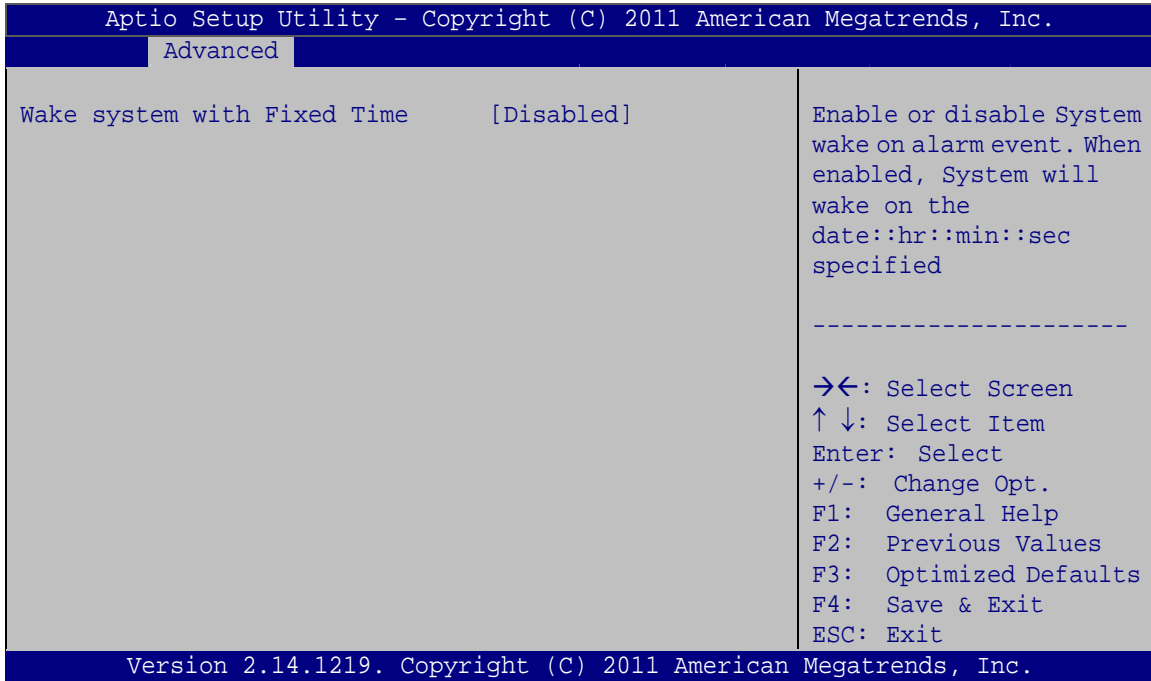 Aptio Setup Utility – Copyright (C) 2011 American Megatrends, Inc.
Advanced
Wake system with Fixed Time [Disabled]
Enable or disable System
wake on alarm event. When
enabled, System will
wake on the
date::hr::min::sec
specified
----------------------
→←: Select Screen
↑ ↓: Select Item
Enter: Select
+/-: Change Opt.
F1: General Help
F2: Previous Values
F3: Optimized Defaults
F4: Save & Exit
ESC: Exit
Version 2.14.1219. Copyright (C) 2011 American Megatrends, Inc.